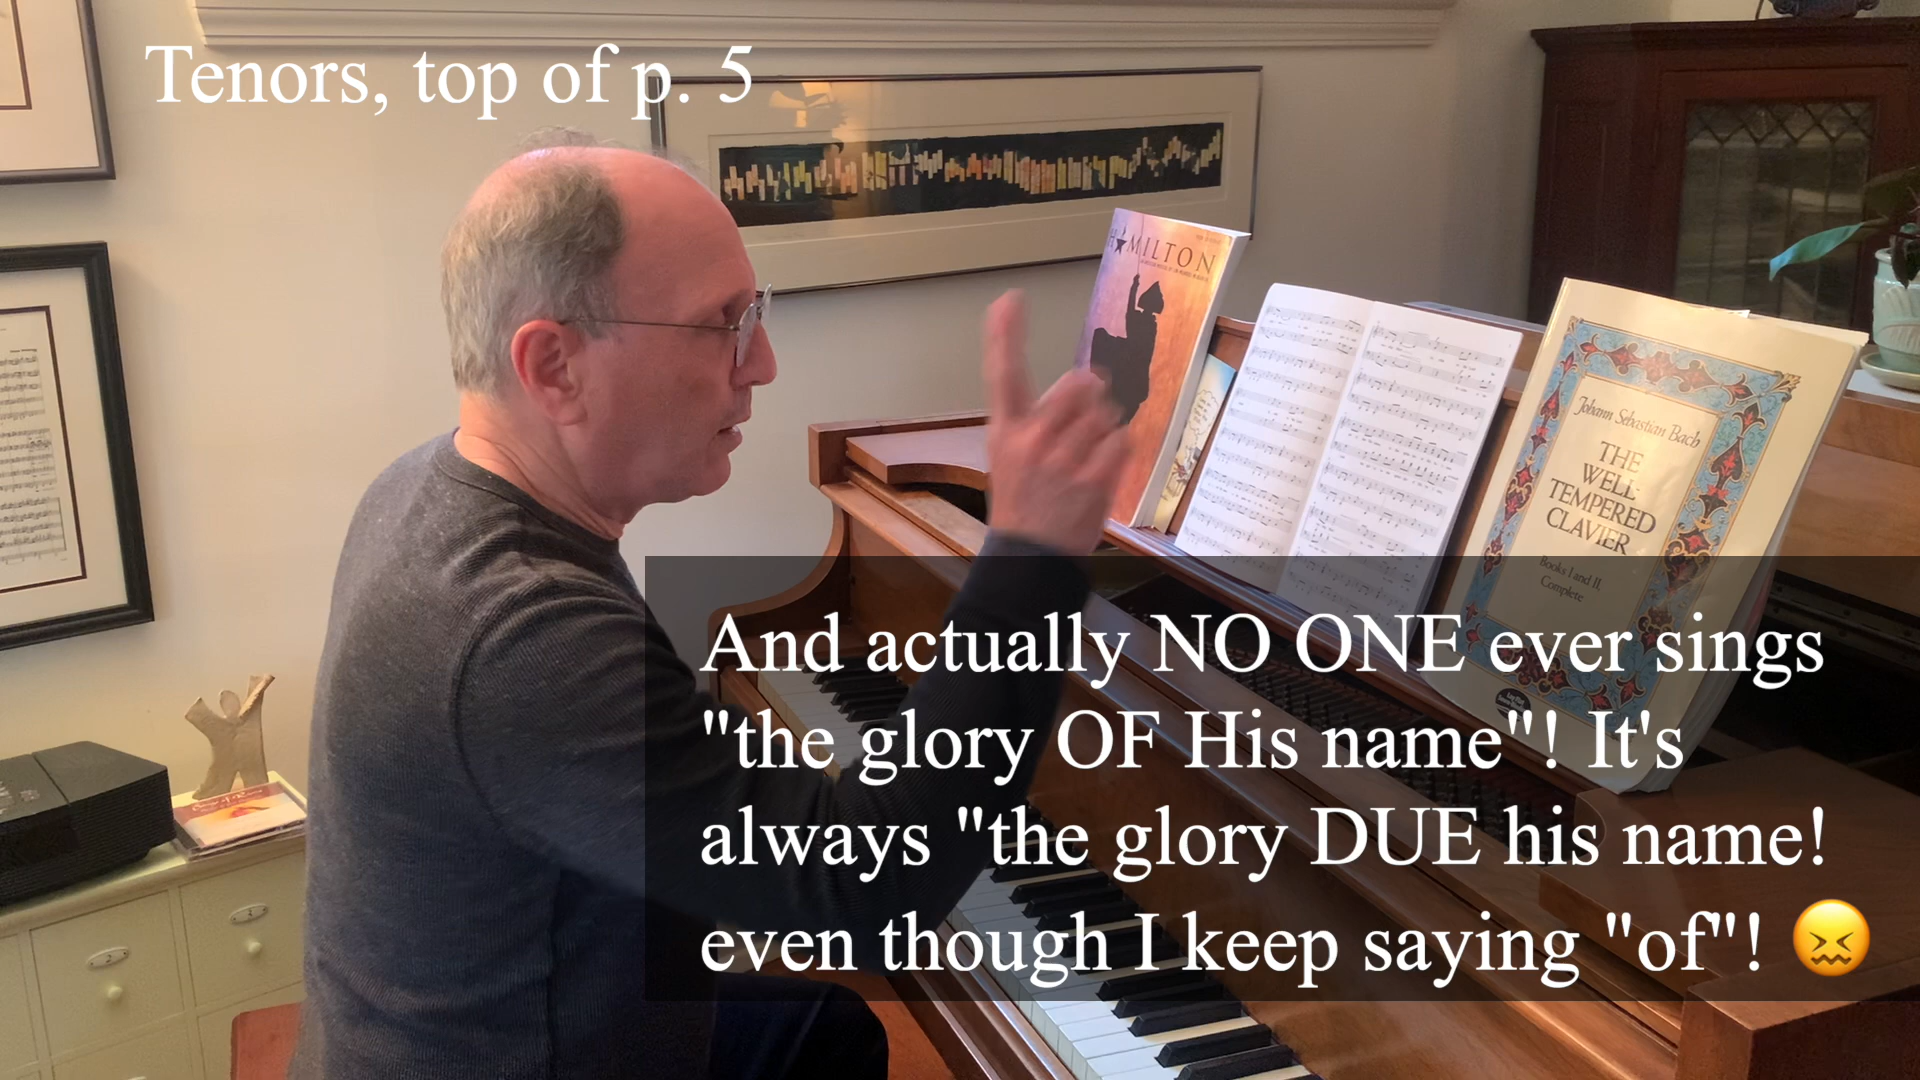 Tenors, top of p. 5
HAMILTON
Johann Sebastian Bach
THE
WELL-
TEMPERED
CLAVIER
Books I and II,
Complete
And actually NO ONE ever sings
"the glory OF His name"! It's
always "the glory DUE his name!
even though I keep saying "of"! 😖